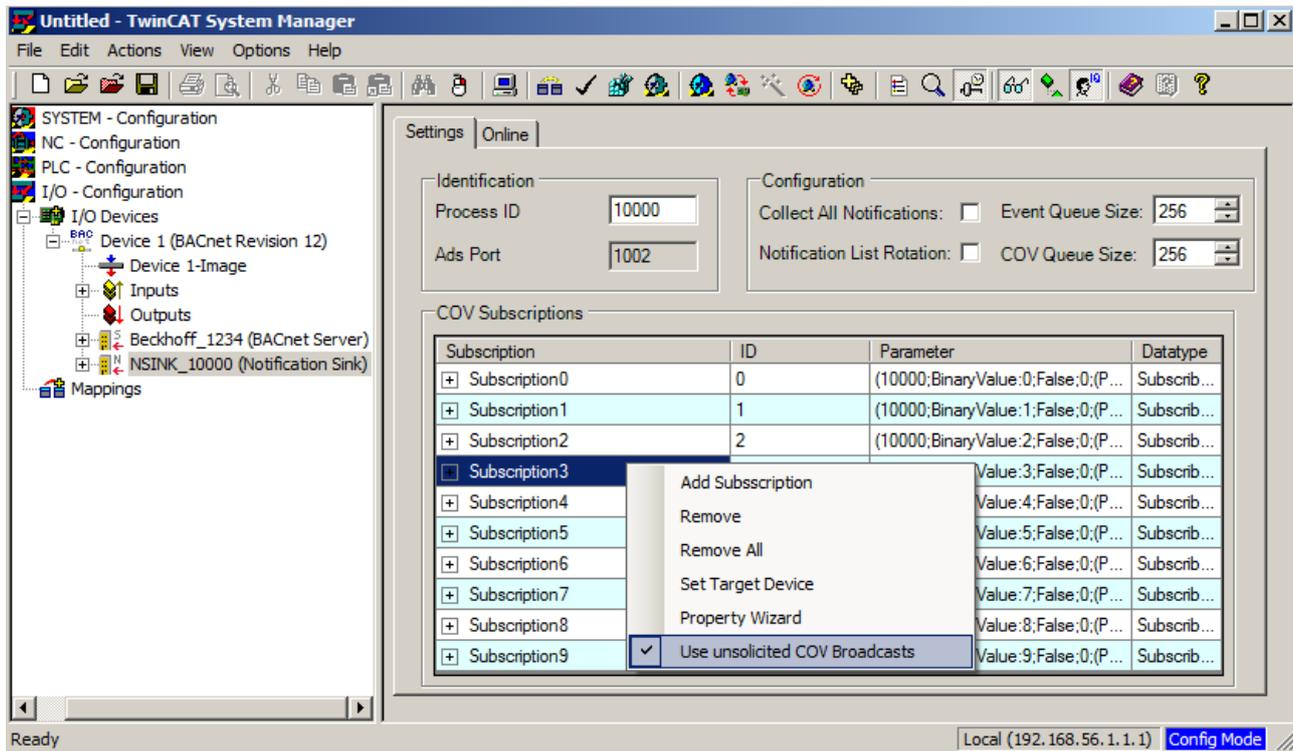 Untitled - TwinCAT System Manager
File Edit Actions View Options Help
SYSTEM - Configuration
NC - Configuration
PLC - Configuration
I/O - Configuration
I/O Devices
Device 1 (BACnet Revision 12)
Device 1-Image
Inputs
Outputs
Beckhoff_1234 (BACnet Server)
NSINK_10000 (Notification Sink)
Mappings
Settings Online
Identification
Process ID 10000
Ads Port 1002
Configuration
Collect All Notifications: Event Queue Size: 256
Notification List Rotation: COV Queue Size: 256
COV Subscriptions
Subscription ID Parameter Datatype
Subscription0 0 (10000;BinaryValue:0;False;0;(P... Subscrib...
Subscription1 1 (10000;BinaryValue:1;False;0;(P... Subscrib...
Subscription2 2 (10000;BinaryValue:2;False;0;(P... Subscrib...
Subscription3 Value:3;False;0;(P... Subscrib...
Subscription4 Value:4;False;0;(P... Subscrib...
Subscription5 Value:5;False;0;(P... Subscrib...
Subscription6 Value:6;False;0;(P... Subscrib...
Subscription7 Value:7;False;0;(P... Subscrib...
Subscription8 Value:8;False;0;(P... Subscrib...
Subscription9 Value:9;False;0;(P... Subscrib...
Add Subsscription
Remove
Remove All
Set Target Device
Property Wizard
Use unsolicited COV Broadcasts
Ready Local (192.168.56.1.1.1) Config Mode